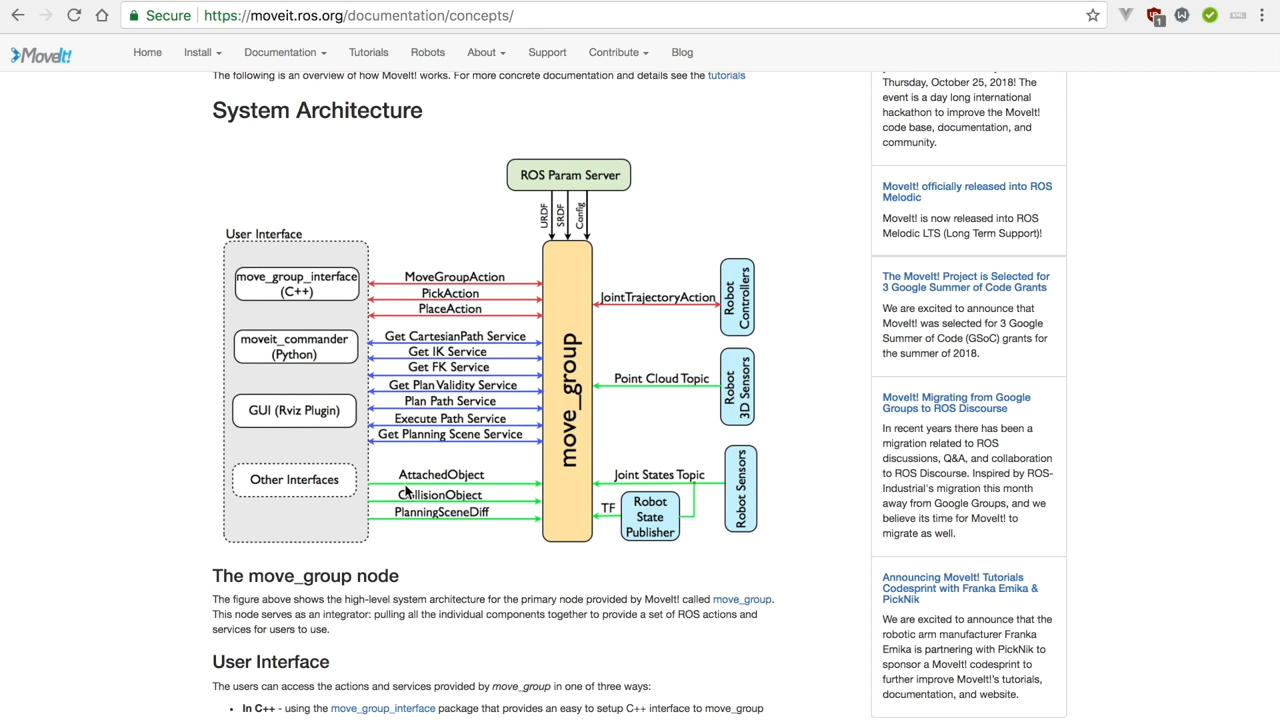 Secure https://moveit.ros.org/documentation/concepts/
1
MoveIt!
Home Install Documentation Tutorials Robots About Support Contribute Blog
The following is an overview of how MoveIt! works. For more concrete documentation and details see the tutorials
System Architecture
ROS Param Server
URDF
SRDF
Config
User Interface
move_group_interface
(C++)
moveit_commander
(Python)
GUI (Rviz Plugin)
Other Interfaces
MoveGroupAction
PickAction
PlaceAction
Get CartesianPath Service
Get IK Service
Get FK Service
Get Plan Validity Service
Plan Path Service
Execute Path Service
Get Planning Scene Service
AttachedObject
CollisionObject
PlanningSceneDiff
move_group
JointTrajectoryAction
Point Cloud Topic
Joint States Topic
TF
Robot
State
Publisher
Robot
Controllers
Robot
3D Sensors
Robot Sensors
The move_group node
The figure above shows the high-level system architecture for the primary node provided by MoveIt! called move_group.
This node serves as an integrator: pulling all the individual components together to provide a set of ROS actions and
services for users to use.
User Interface
The users can access the actions and services provided by move_group in one of three ways:
• In C++ - using the move_group_interface package that provides an easy to setup C++ interface to move_group
Thursday, October 25, 2018! The
event is a day long international
hackathon to improve the MoveIt!
code base, documentation, and
community.
MoveIt! officially released into ROS
Melodic
MoveIt! is now released into ROS
Melodic LTS (Long Term Support)!
The MoveIt! Project is Selected for
3 Google Summer of Code Grants
We are excited to announce that
MoveIt! was selected for 3 Google
Summer of Code (GSoC) grants for
the summer of 2018.
MoveIt! Migrating from Google
Groups to ROS Discourse
In recent years there has been a
migration related to ROS
discussions, Q&A, and collaboration
to ROS Discourse. Inspired by ROS-
Industrial's migration this month
away from Google Groups, and we
believe its time for MoveIt! to
migrate as well.
Announcing MoveIt! Tutorials
Codesprint with Franka Emika &
PickNik
We are excited to announce that the
robotic arm manufacturer Franka
Emika is partnering with PickNik to
sponsor a MoveIt! codesprint to
further improve MoveIt!'s tutorials,
documentation, and website.